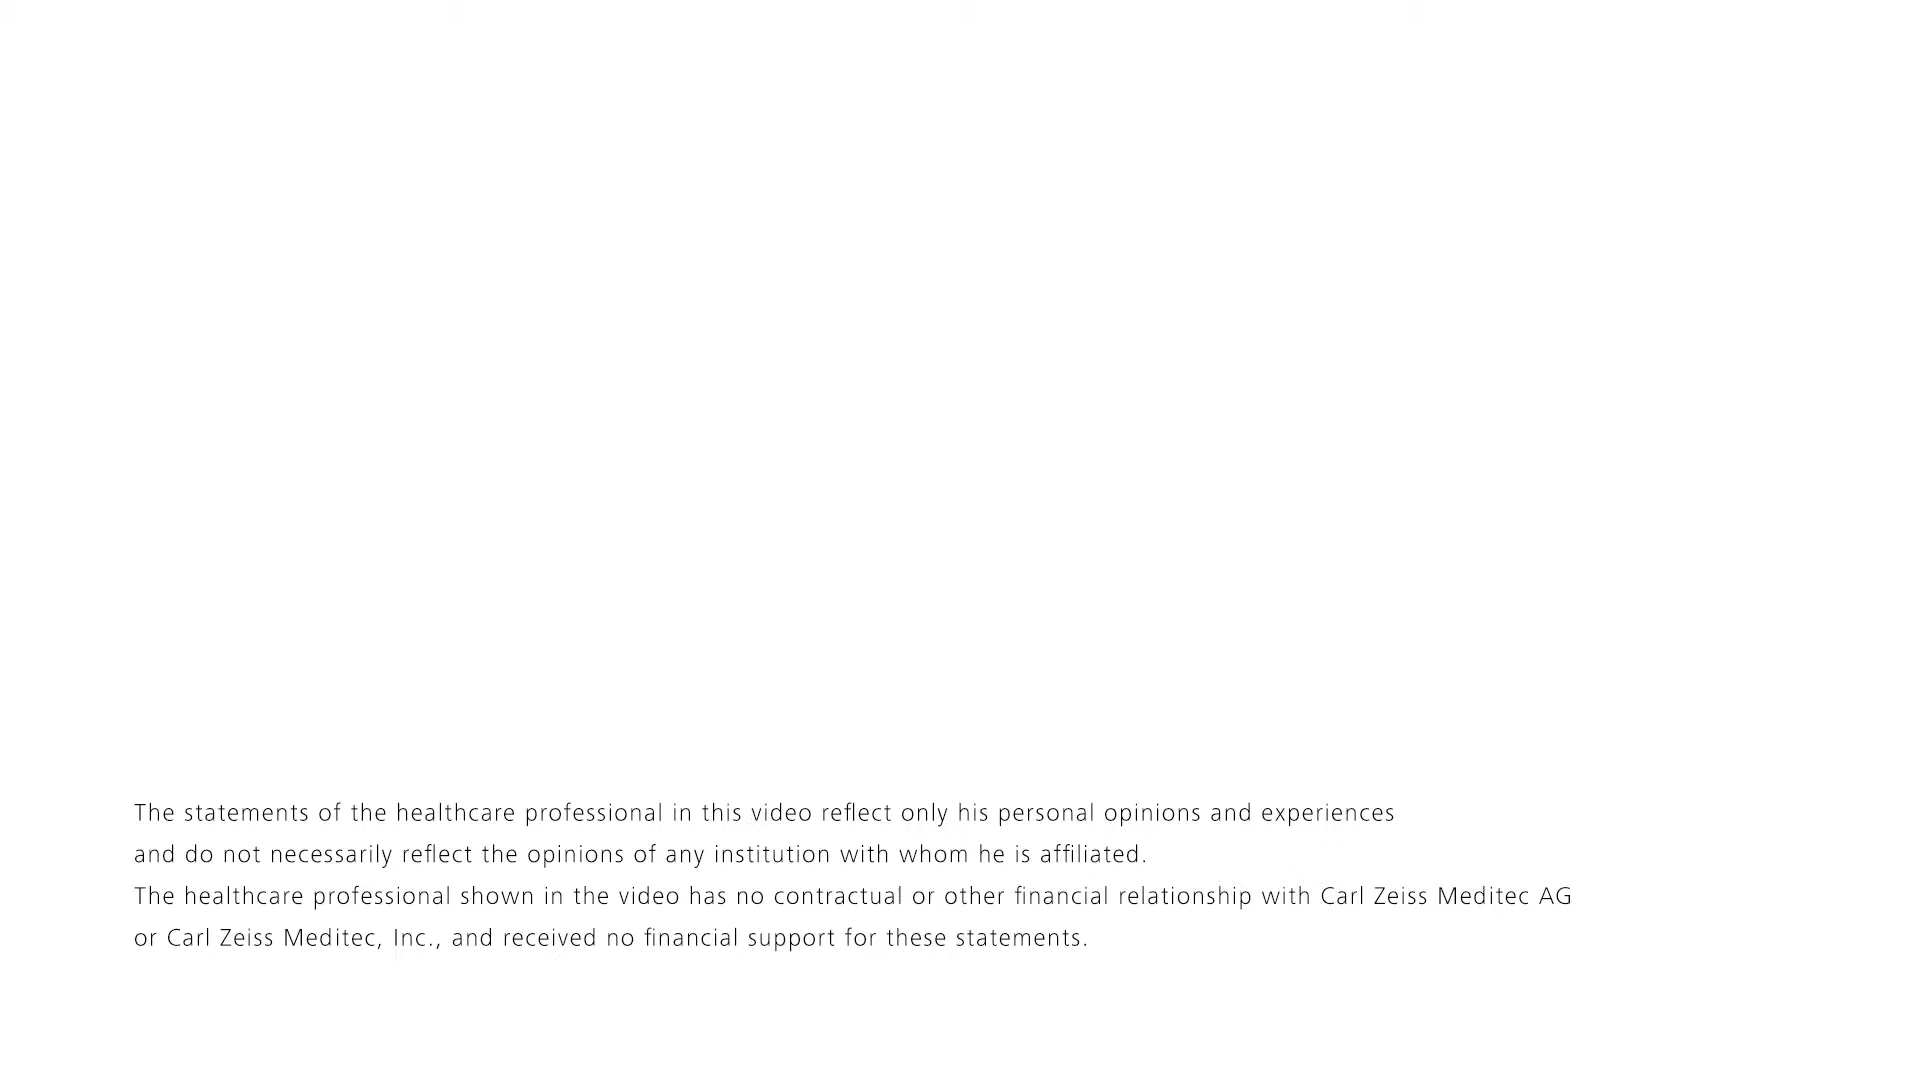 The statements of the healthcare professional in this video reflect only his personal opinions and experiences
and do not necessarily reflect the opinions of any institution with whom he is affiliated.
The healthcare professional shown in the video has no contractual or other financial relationship with Carl Zeiss Meditec AG
or Carl Zeiss Meditec, Inc., and received no financial support for these statements.